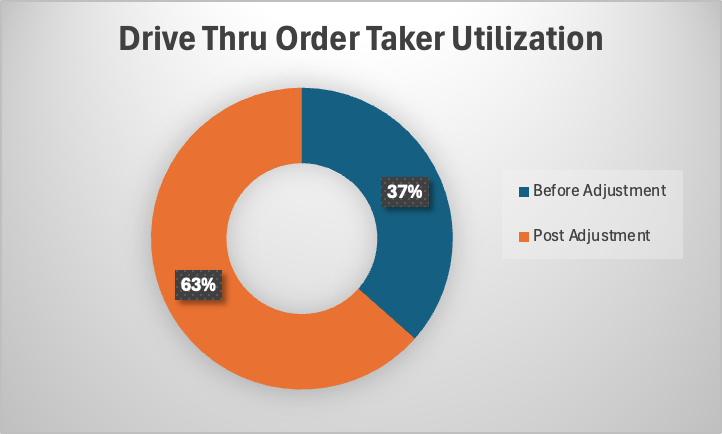 Drive Thru Order Taker Utilization
37%
Before Adjustment
Post Adjustment
63%